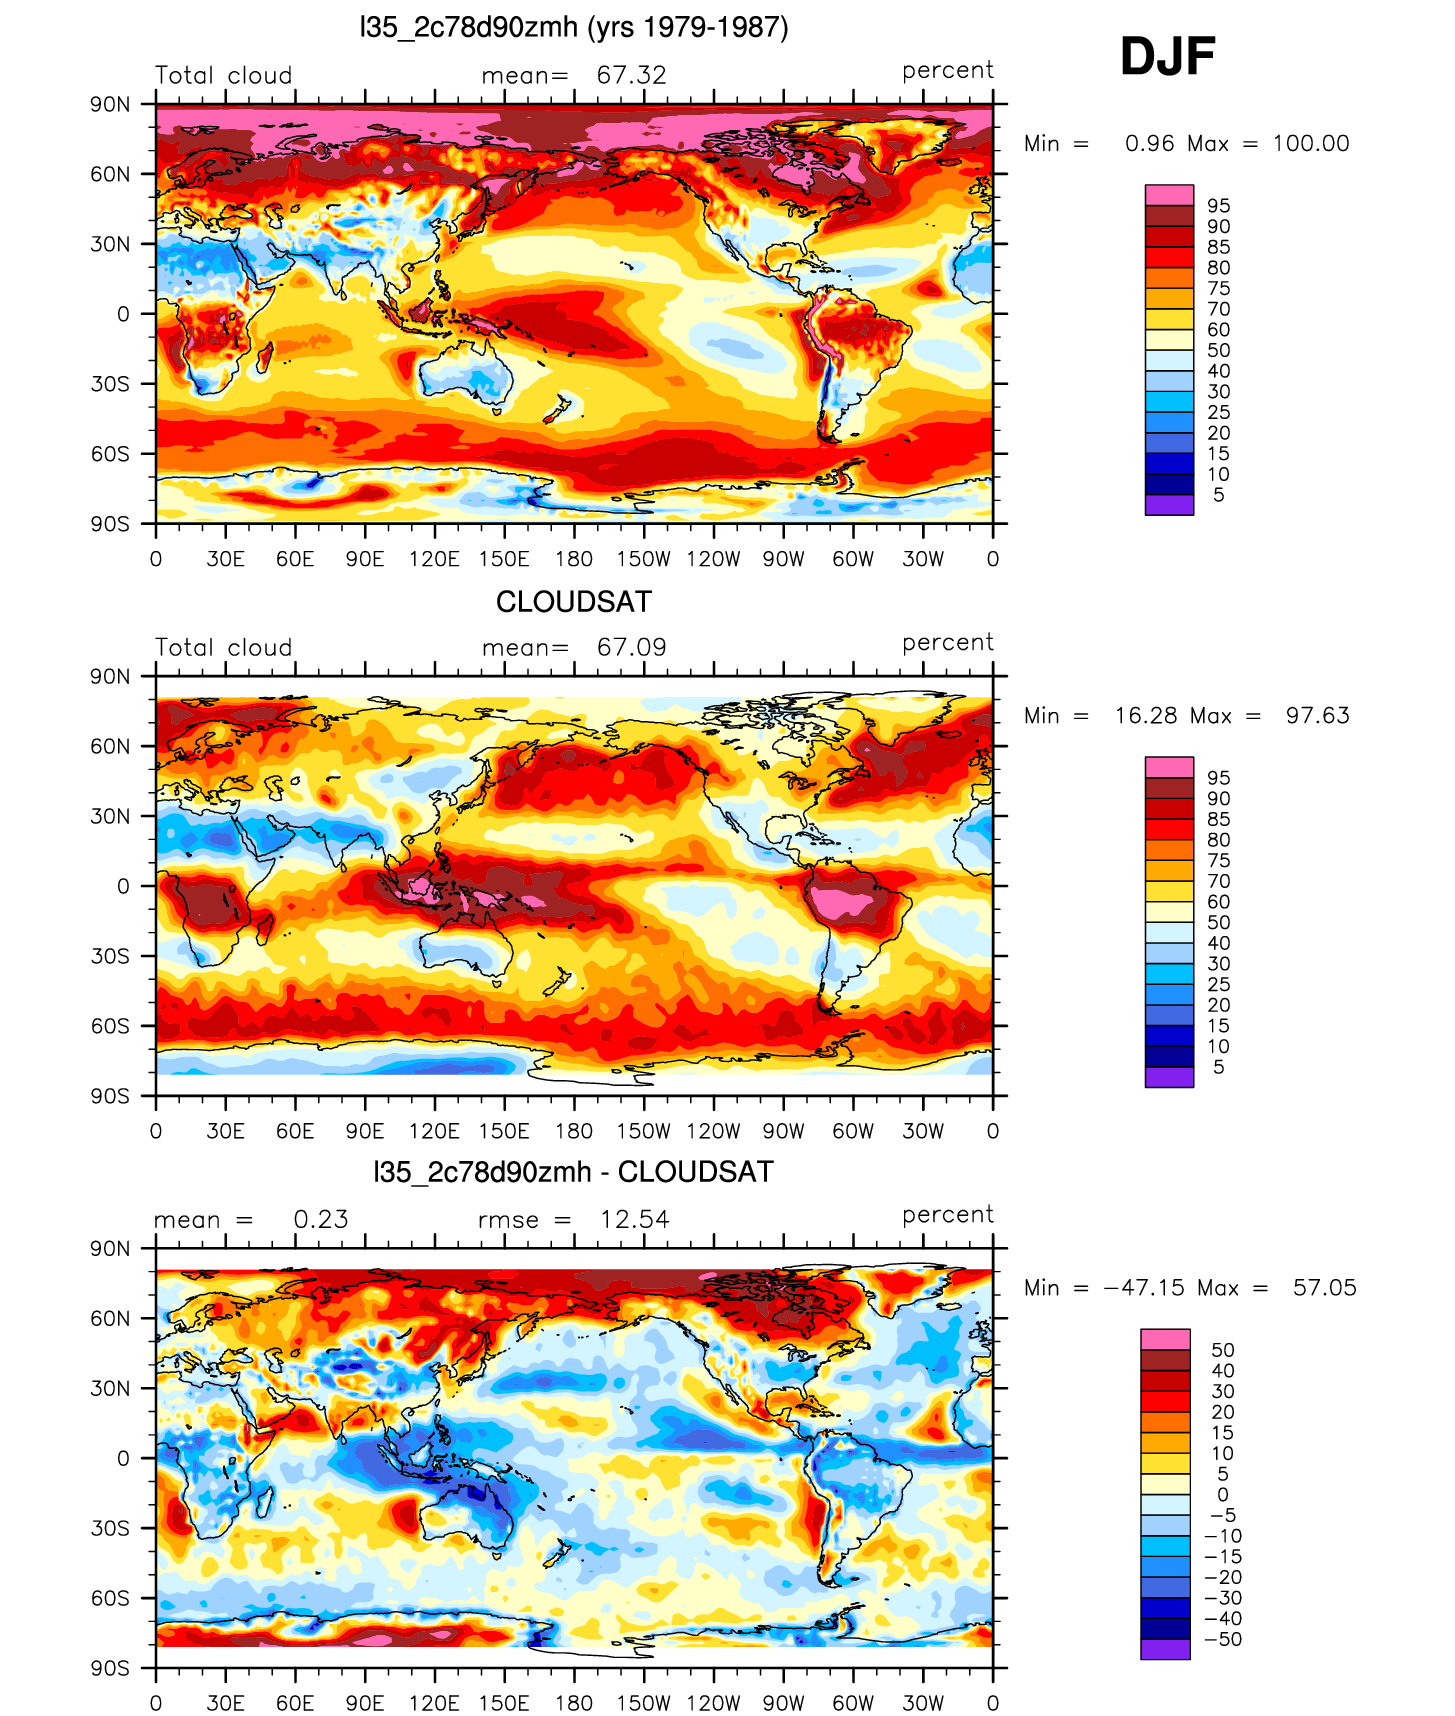 l35_2c78d90zmh (yrs 1979-1987)
DJF
Total cloud mean= 67.32 percent
Min = 0.96 Max = 100.00
90N
60N
30N
0
30S
60S
90S
0 30E 60E 90E 120E 150E 180 150W 120W 90W 60W 30W 0
95
90
85
80
75
70
60
50
40
30
25
20
15
10
5
CLOUDSAT
Total cloud mean= 67.09 percent
Min = 16.28 Max = 97.63
90N
60N
30N
0
30S
60S
90S
0 30E 60E 90E 120E 150E 180 150W 120W 90W 60W 30W 0
95
90
85
80
75
70
60
50
40
30
25
20
15
10
5
l35_2c78d90zmh - CLOUDSAT
mean = 0.23 rmse = 12.54 percent
Min = −47.15 Max = 57.05
90N
60N
30N
0
30S
60S
90S
0 30E 60E 90E 120E 150E 180 150W 120W 90W 60W 30W 0
50
40
30
20
15
10
5
0
−5
−10
−15
−20
−30
−40
−50